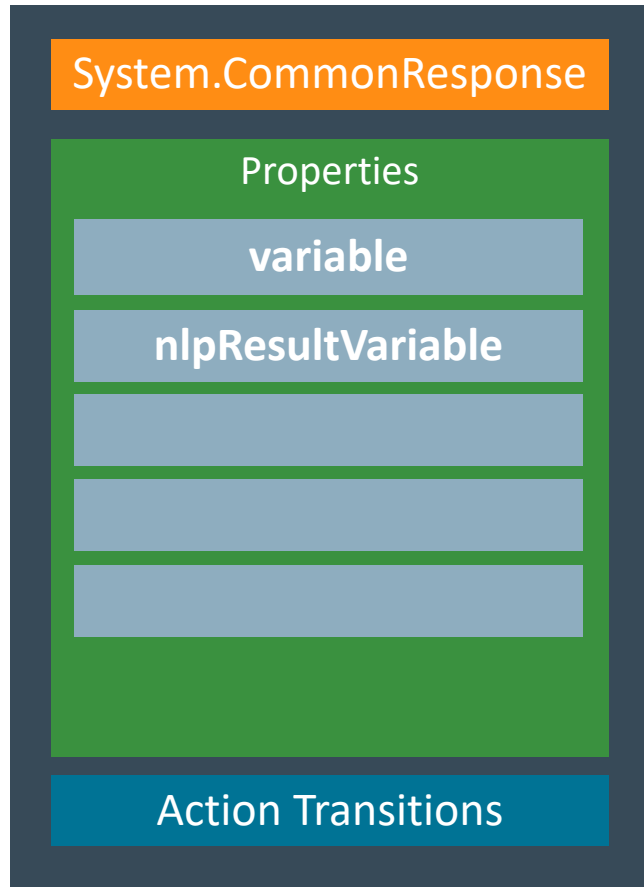 System.CommonResponse
Properties
variable
nlpResultVariable
Action Transitions